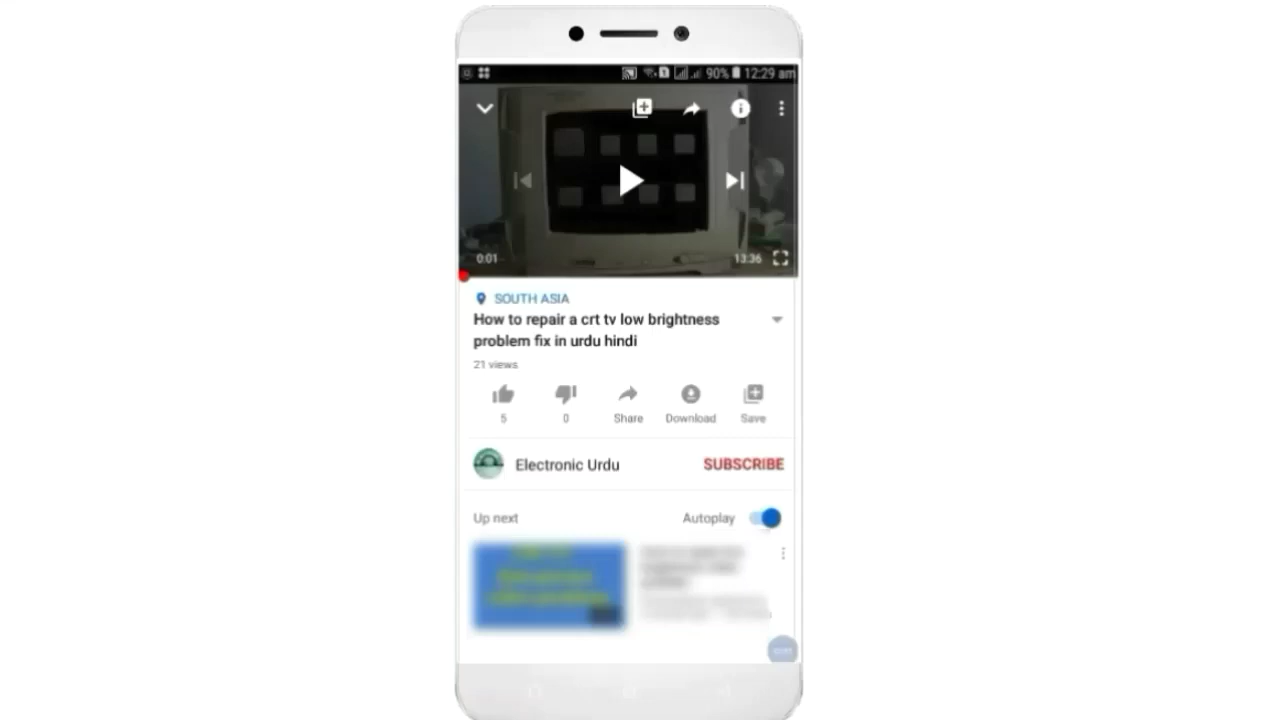 90% 12:29 am
0:01
13:36
SOUTH ASIA
How to repair a crt tv low brightness
problem fix in urdu hindi
21 views
5
0
Share
Download
Save
Electronic Urdu
SUBSCRIBE
Up next
Autoplay